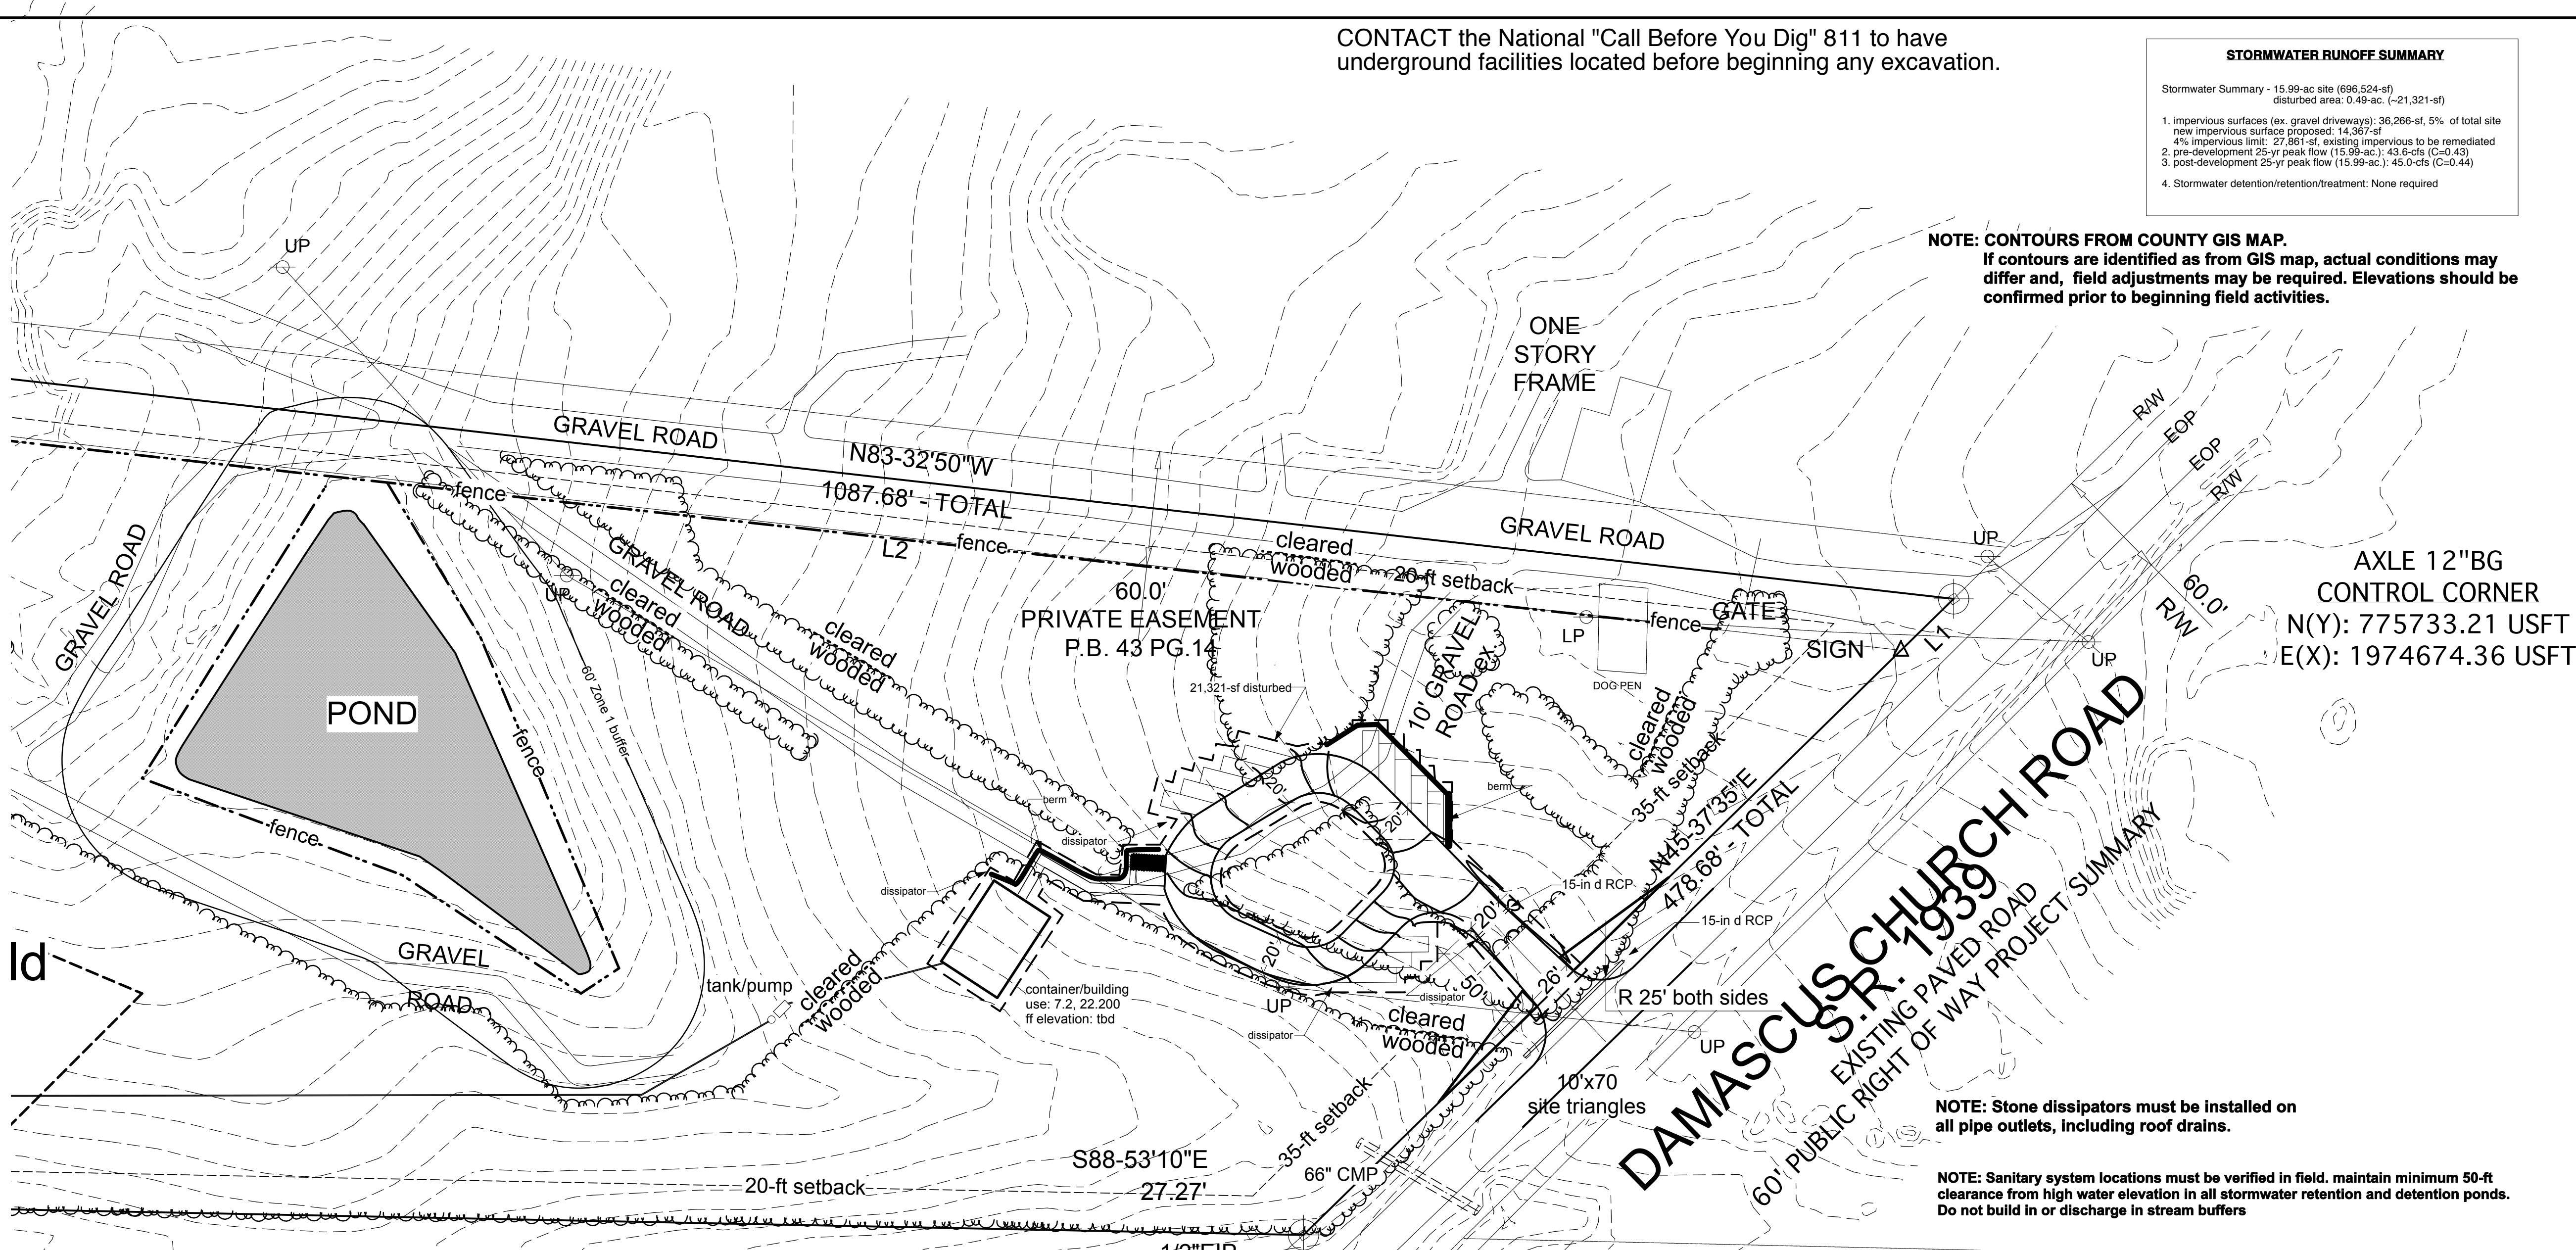 CONTACT the National "Call Before You Dig" 811 to have
underground facilities located before beginning any excavation.
STORMWATER RUNOFF SUMMARY
Stormwater Summary - 15.99-ac site (696,524-sf)
disturbed area: 0.49-ac. (~21,321-sf)
1. impervious surfaces (ex. gravel driveways): 36,266-sf, 5% of total site
new impervious surface proposed: 14,367-sf
4% impervious limit: 27,861-sf, existing impervious to be remediated
2. pre-development 25-yr peak flow (15.99-ac.): 43.6-cfs (C=0.43)
3. post-development 25-yr peak flow (15.99-ac.): 45.0-cfs (C=0.44)
4. Stormwater detention/retention/treatment: None required
NOTE: CONTOURS FROM COUNTY GIS MAP.
If contours are identified as from GIS map, actual conditions may
differ and, field adjustments may be required. Elevations should be
confirmed prior to beginning field activities.
UP
ONE
STORY
FRAME
R/W
EOP
EOP
R/W
GRAVEL ROAD
N83-32'50"W
1087.68' - TOTAL
L2
fence
fence
GRAVEL ROAD
UP
cleared
wooded
20-ft setback
GATE
fence
LP
SIGN
L1
UP
60.0'
R/W
AXLE 12"BG
CONTROL CORNER
N(Y): 775733.21 USFT
E(X): 1974674.36 USFT
GRAVEL ROAD
GRAVEL ROAD
UP
cleared
wooded
cleared
wooded
60.0'
PRIVATE EASEMENT
P.B. 43 PG.14
21,321-sf disturbed
10' GRAVEL
ROAD ex.
DOG PEN
cleared
wooded
35-ft setback
POND
60' Zone 1 buffer
fence
fence
berm
dissipator
dissipator
20'
20'
berm
15-in d RCP
15-in d RCP
N45-37'35"E
478.68' - TOTAL
DAMASCUS CHURCH ROAD
S.R. 1939
EXISTING PAVED ROAD
60' PUBLIC RIGHT OF WAY PROJECT SUMMARY
ld
GRAVEL
ROAD
tank/pump
cleared
wooded
container/building
use: 7.2, 22.200
ff elevation: tbd
20'
20'
50'
26'
UP
dissipator
dissipator
cleared
wooded
R 25' both sides
UP
10'x70
site triangles
35-ft setback
66" CMP
S88-53'10"E
27.27'
20-ft setback
1/2"EIP
NOTE: Stone dissipators must be installed on
all pipe outlets, including roof drains.
NOTE: Sanitary system locations must be verified in field. maintain minimum 50-ft
clearance from high water elevation in all stormwater retention and detention ponds.
Do not build in or discharge in stream buffers